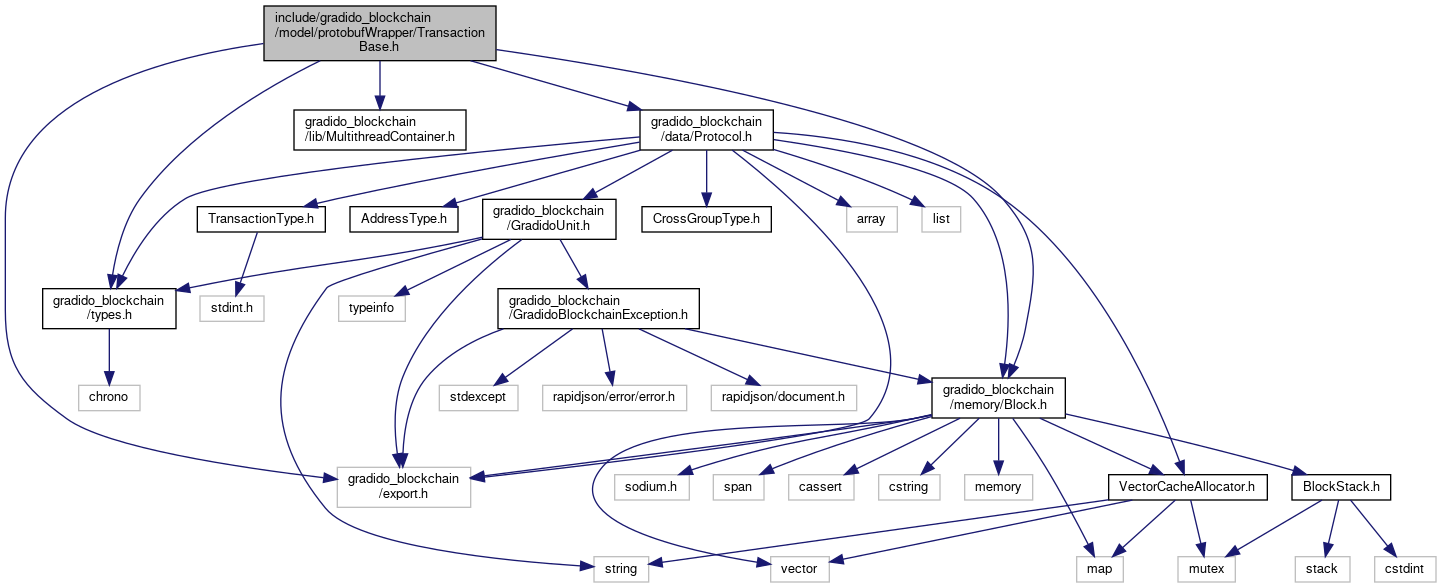 include/gradido_blockchain
/model/protobufWrapper/Transaction
Base.h
gradido_blockchain
/lib/MultithreadContainer.h
gradido_blockchain
/data/Protocol.h
TransactionType.h
AddressType.h
gradido_blockchain
/GradidoUnit.h
CrossGroupType.h
array
list
gradido_blockchain
/types.h
stdint.h
typeinfo
gradido_blockchain
/GradidoBlockchainException.h
chrono
stdexcept
rapidjson/error/error.h
rapidjson/document.h
gradido_blockchain
/memory/Block.h
gradido_blockchain
/export.h
sodium.h
span
cassert
cstring
memory
VectorCacheAllocator.h
BlockStack.h
string
vector
map
mutex
stack
cstdint